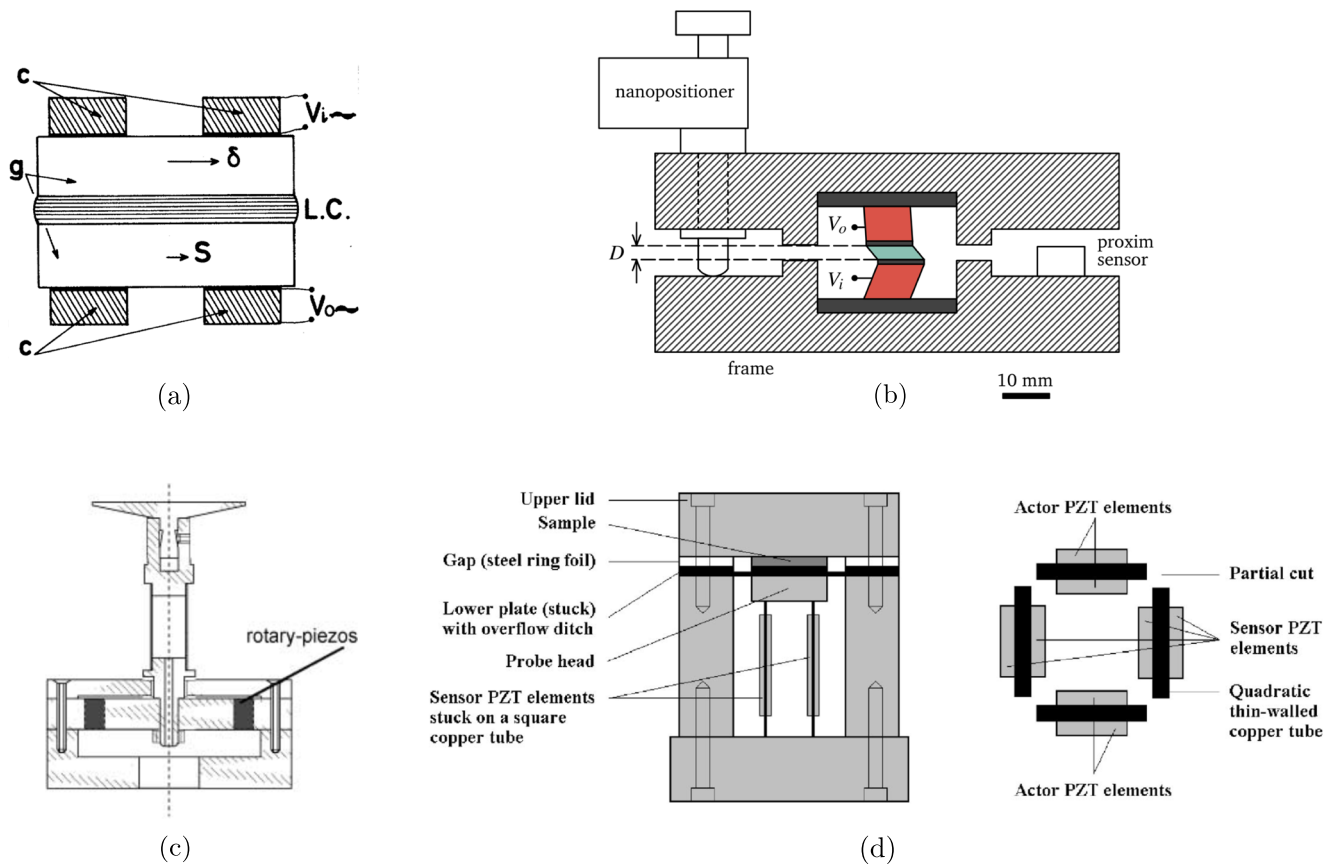 c
Vi~
δ
g
L.C.
S
Vo~
c
(a)
nanopositioner
Vo
D
Vi
proxim
sensor
frame
10 mm
(b)
rotary-piezos
(c)
Upper lid
Sample
Gap (steel ring foil)
Lower plate (stuck)
with overflow ditch
Probe head
Sensor PZT elements
stuck on a square
copper tube
Actor PZT elements
Partial cut
Sensor PZT
elements
Quadratic
thin-walled
copper tube
Actor PZT elements
(d)